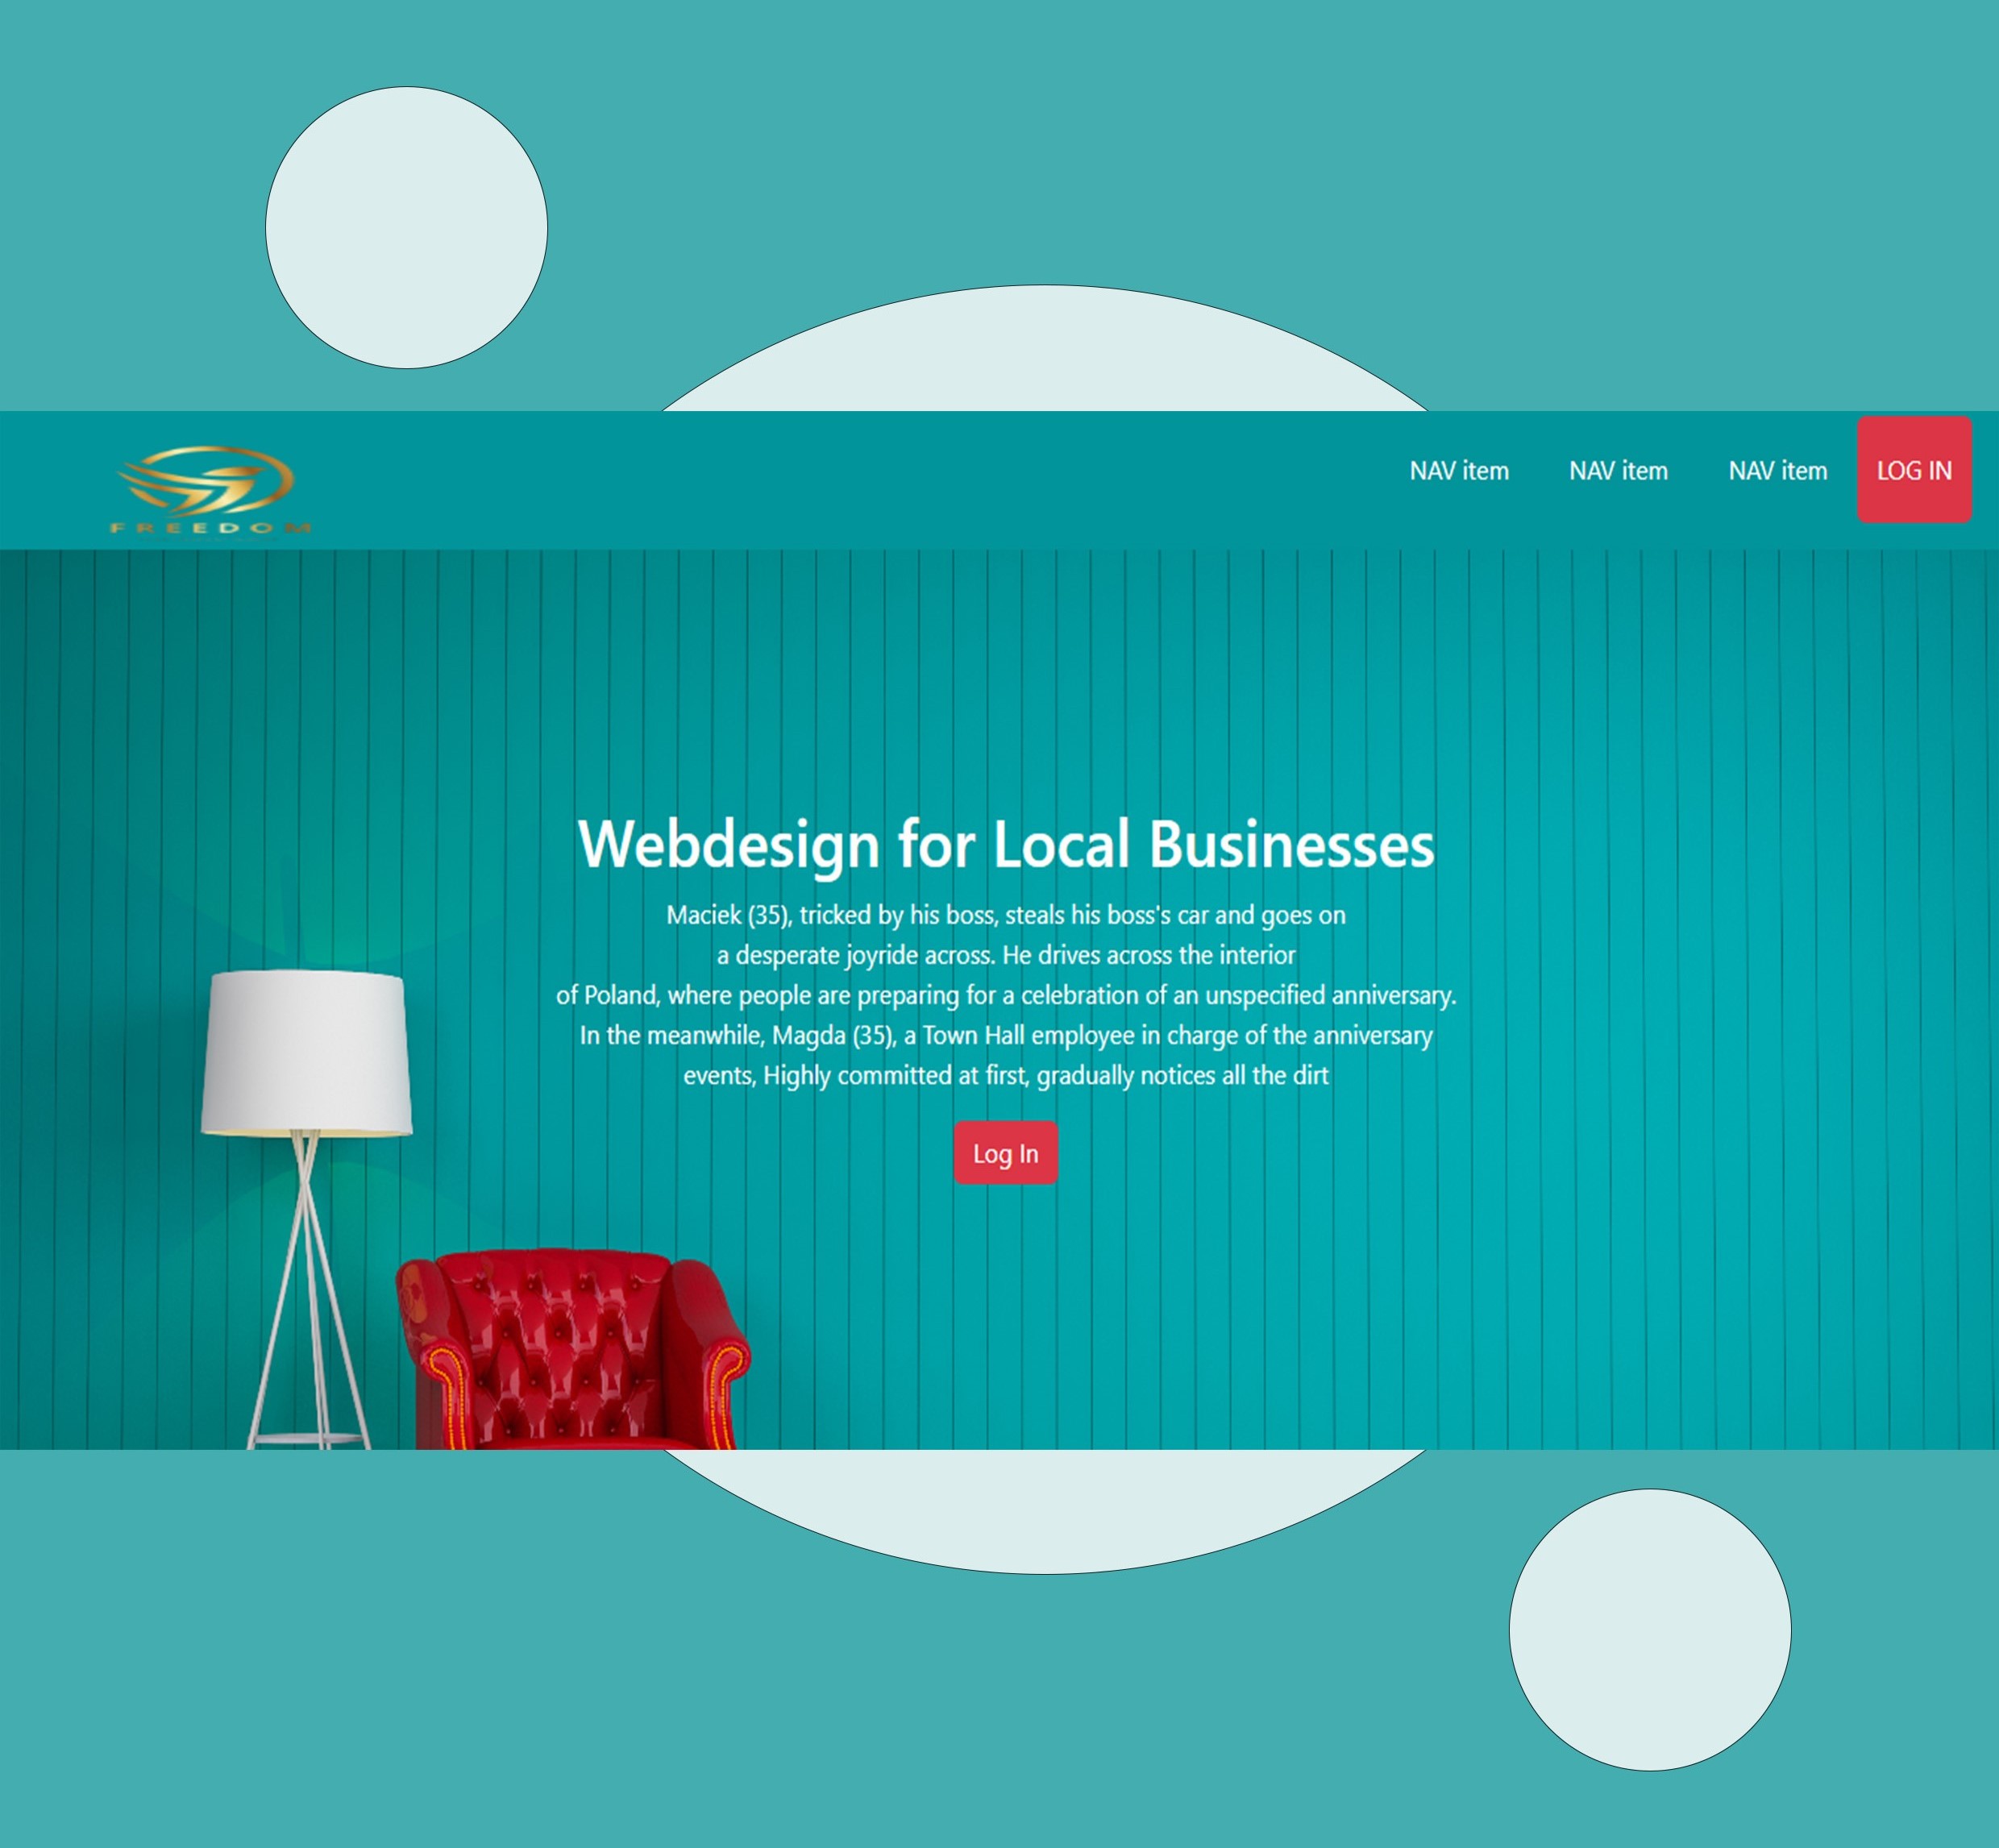 FREEDOM
NAV item
NAV item
NAV item
LOG IN
Webdesign for Local Businesses
Maciek (35), tricked by his boss, steals his boss's car and goes on
a desperate joyride across. He drives across the interior
of Poland, where people are preparing for a celebration of an unspecified anniversary.
In the meanwhile, Magda (35), a Town Hall employee in charge of the anniversary
events, Highly committed at first, gradually notices all the dirt
Log In